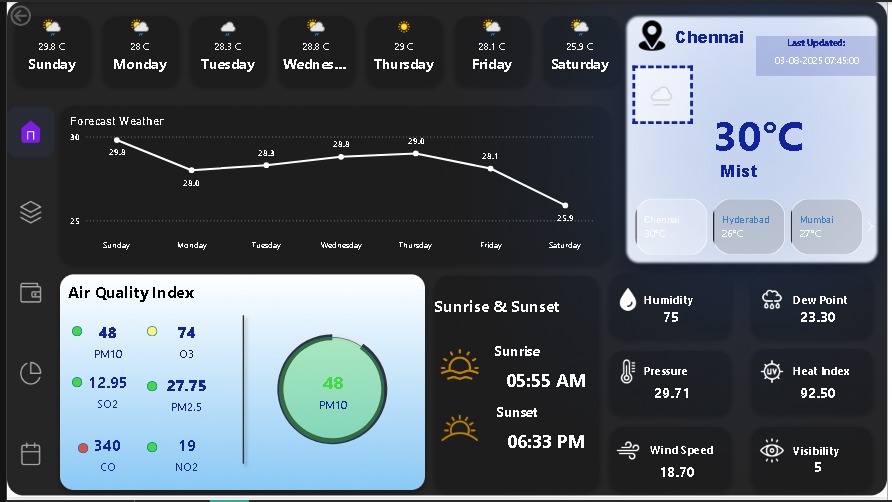 29.8 C
Sunday
28 C
Monday
28.3 C
Tuesday
28.8 C
Wednes...
29 C
Thursday
28.1 C
Friday
25.9 C
Saturday
Chennai
Last Updated:
03-08-2025 07:45:00
30°C
Mist
Chennai
30°C
Hyderabad
26°C
Mumbai
27°C
Forecast Weather
30
25
29.8
28.0
28.3
28.8
29.0
28.1
25.9
Sunday
Monday
Tuesday
Wednesday
Thursday
Friday
Saturday
Air Quality Index
48
PM10
74
O3
12.95
SO2
27.75
PM2.5
340
CO
19
NO2
48
PM10
Sunrise & Sunset
Sunrise
05:55 AM
Sunset
06:33 PM
Humidity
75
Dew Point
23.30
Pressure
29.71
UV
Heat Index
92.50
Wind Speed
18.70
Visibility
5